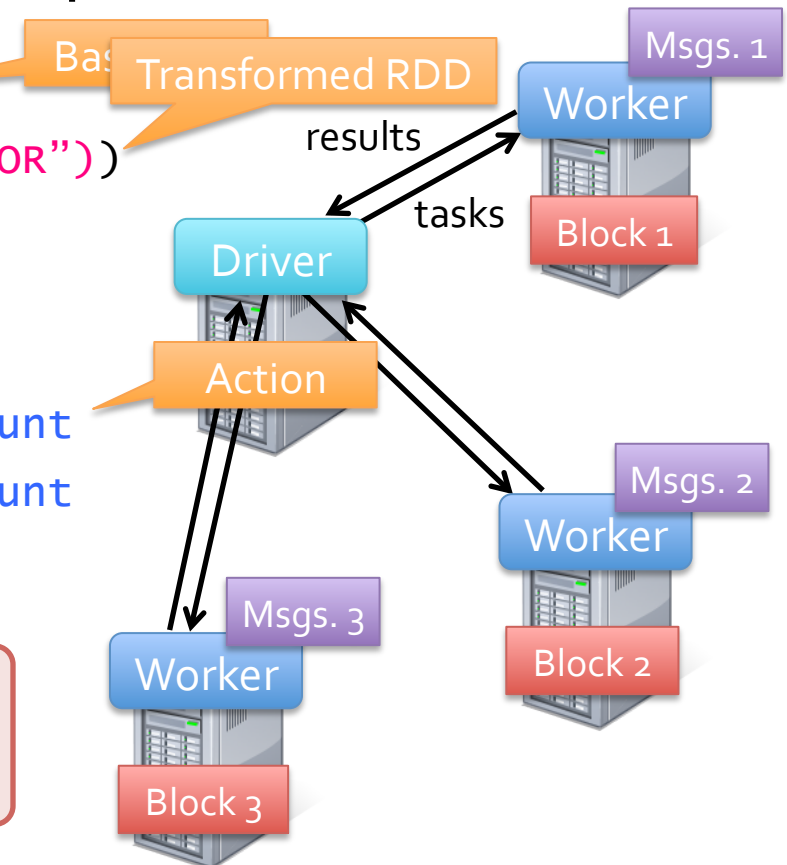 Bas
Transformed RDD
Msgs. 1
Worker
results
OR”))
tasks
Block 1
Driver
Action
unt
unt
Msgs. 2
Worker
Msgs. 3
Block 2
Worker
Block 3